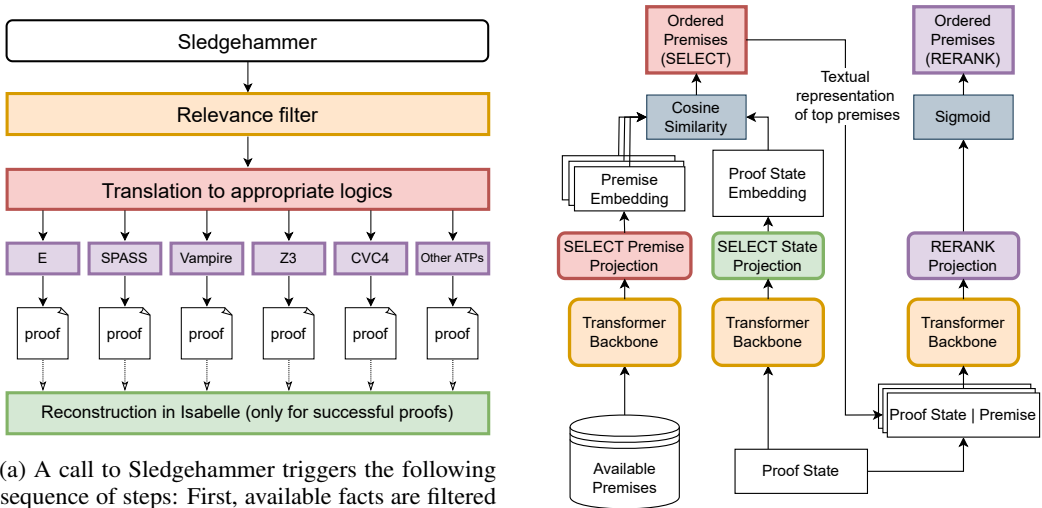 Sledgehammer
Relevance filter
Translation to appropriate logics
E
SPASS
Vampire
Z3
CVC4
Other ATPs
proof
proof
proof
proof
proof
proof
Reconstruction in Isabelle (only for successful proofs)
(a) A call to Sledgehammer triggers the following
sequence of steps: First, available facts are filtered
Ordered
Premises
(SELECT)
Ordered
Premises
(RERANK)
Textual
representation
of top premises
Cosine
Similarity
Sigmoid
Premise
Embedding
Proof State
Embedding
SELECT Premise
Projection
SELECT State
Projection
RERANK
Projection
Transformer
Backbone
Transformer
Backbone
Transformer
Backbone
Proof State | Premise
Available
Premises
Proof State